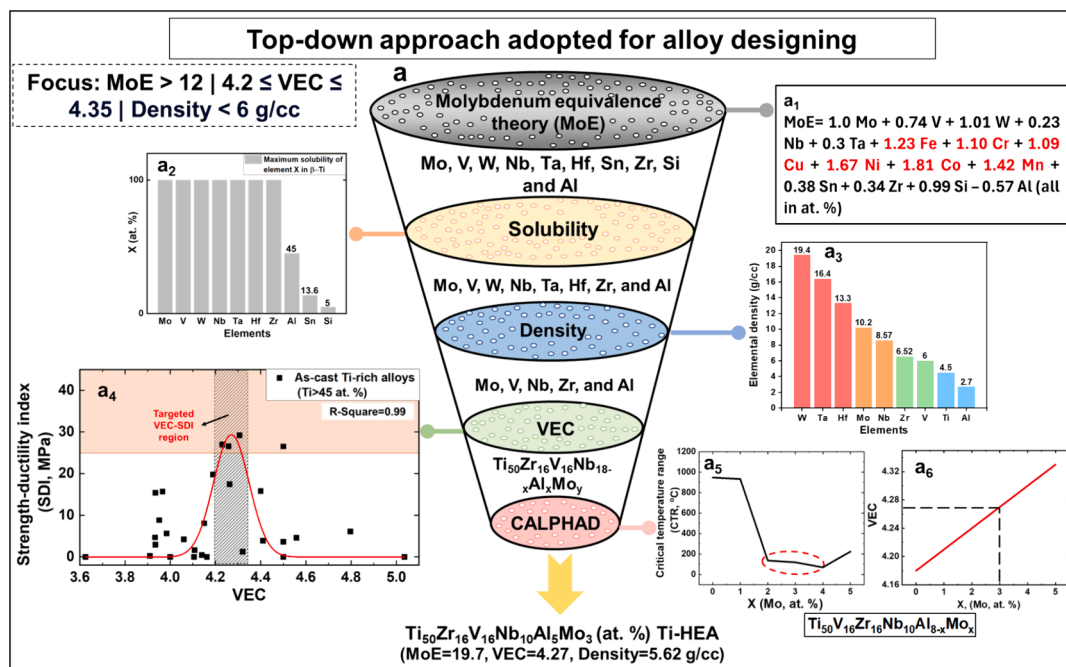 Top-down approach adopted for alloy designing
Focus: MoE > 12 | 4.2 ≤ VEC ≤
4.35 | Density < 6 g/cc
a
Molybdenum equivalence
theory (MoE)
a₁
MoE= 1.0 Mo + 0.74 V + 1.01 W + 0.23
Nb + 0.3 Ta + 1.23 Fe + 1.10 Cr + 1.09
Cu + 1.67 Ni + 1.81 Co + 1.42 Mn +
0.38 Sn + 0.34 Zr + 0.99 Si – 0.57 Al (all
in at. %)
Mo, V, W, Nb, Ta, Hf, Sn, Zr, Si
and Al
a₂
Maximum solubility of
element X in β–Ti
X (at. %)
100
0
45
13.6
5
Mo V W Nb Ta Hf Zr Al Sn Si
Elements
Solubility
Mo, V, W, Nb, Ta, Hf, Zr, and Al
a₃
Elemental density (g/cc)
20
18
16
14
12
10
8
6
4
2
0
19.4
16.4
13.3
10.2
8.57
6.52
6
4.5
2.7
W Ta Hf Mo Nb Zr V Ti Al
Elements
Density
Mo, V, Nb, Zr, and Al
a₄
As-cast Ti-rich alloys
(Ti>45 at. %)
R-Square=0.99
Targeted
VEC-SDI
region
Strength-ductility index
(SDI, MPa)
40
30
20
10
0
3.6 3.8 4.0 4.2 4.4 4.6 4.8 5.0
VEC
VEC
Ti₅₀Zr₁₆V₁₆Nb₁₈₋
ₓAlₓMoᵧ
CALPHAD
a₅
Critical temperature range
(CTR, °C)
1200
1000
800
600
400
200
0
0 1 2 3 4 5
X (Mo, at. %)
a₆
VEC
4.32
4.28
4.24
4.20
4.16
0 1 2 3 4 5
X, (Mo, at. %)
Ti₅₀V₁₆Zr₁₆Nb₁₀Al₈₋ₓMoₓ
Ti₅₀Zr₁₆V₁₆Nb₁₀Al₅Mo₃ (at. %) Ti-HEA
(MoE=19.7, VEC=4.27, Density=5.62 g/cc)